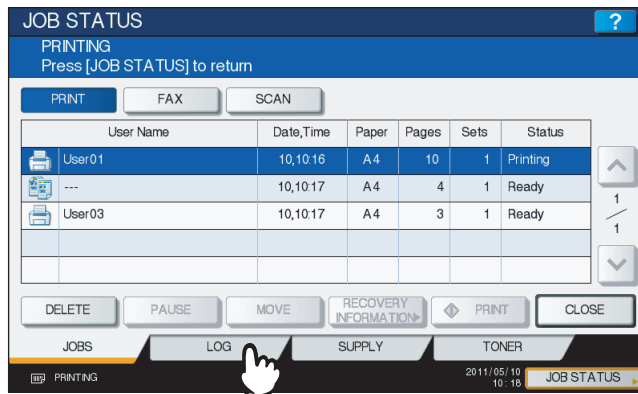 JOB STATUS ?
PRINTING
Press [JOB STATUS] to return
PRINT FAX SCAN
User Name Date,Time Paper Pages Sets Status
User01 10,10:16 A4 10 1 Printing
--- 10,10:17 A4 4 1 Ready
User03 10,10:17 A4 3 1 Ready
1
1
DELETE PAUSE MOVE RECOVERY INFORMATION PRINT CLOSE
JOBS LOG SUPPLY TONER
PRINTING 2011/05/10
10:18 JOB STATUS